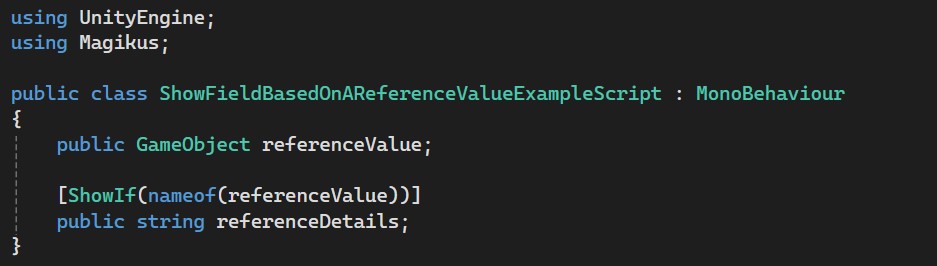 using UnityEngine;
using Magikus;
public class ShowFieldBasedOnAReferenceValueExampleScript : MonoBehaviour
{
public GameObject referenceValue;
[ShowIf(nameof(referenceValue))]
public string referenceDetails;
}